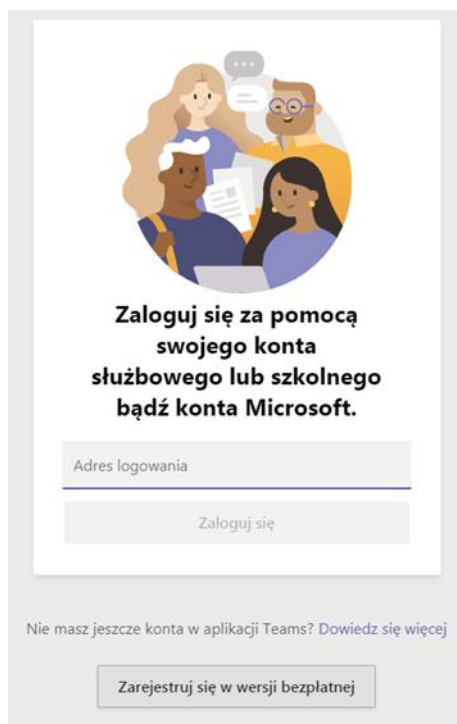 Zaloguj się za pomocą
swojego konta
służbowego lub szkolnego
bądź konta Microsoft.
Adres logowania
Zaloguj się
Nie masz jeszcze konta w aplikacji Teams? Dowiedz się więcej
Zarejestruj się w wersji bezpłatnej